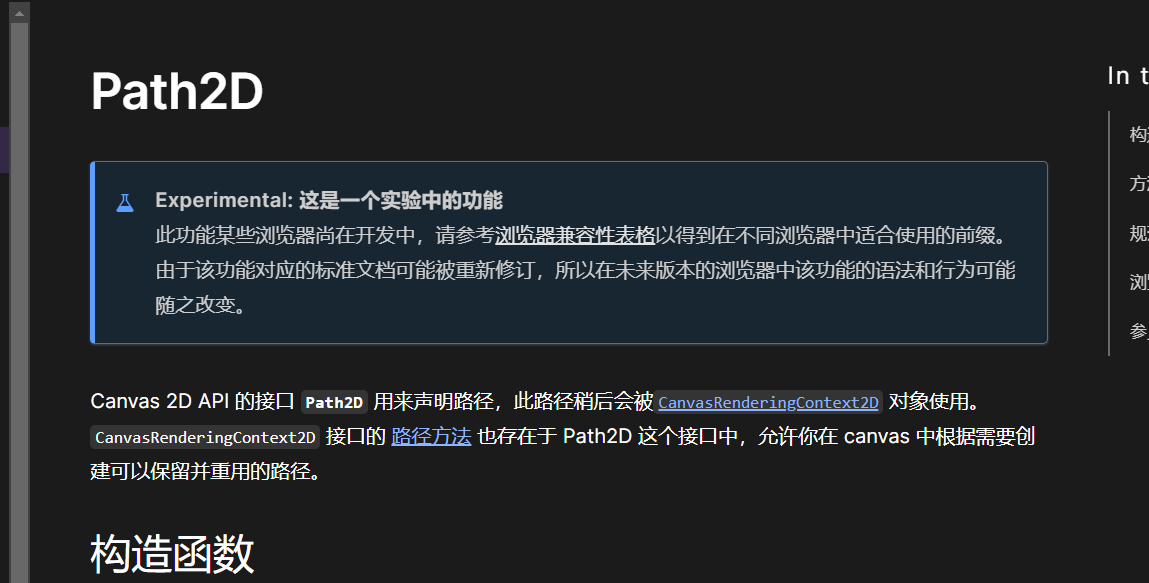 Path2D
In t
Experimental: 这是一个实验中的功能
此功能某些浏览器尚在开发中，请参考浏览器兼容性表格以得到在不同浏览器中适合使用的前缀。
由于该功能对应的标准文档可能被重新修订，所以在未来版本的浏览器中该功能的语法和行为可能
随之改变。
Canvas 2D API 的接口 Path2D 用来声明路径，此路径稍后会被 CanvasRenderingContext2D 对象使用。
CanvasRenderingContext2D 接口的 路径方法 也存在于 Path2D 这个接口中，允许你在 canvas 中根据需要创
建可以保留并重用的路径。
构造函数
构
方
规
浏
参